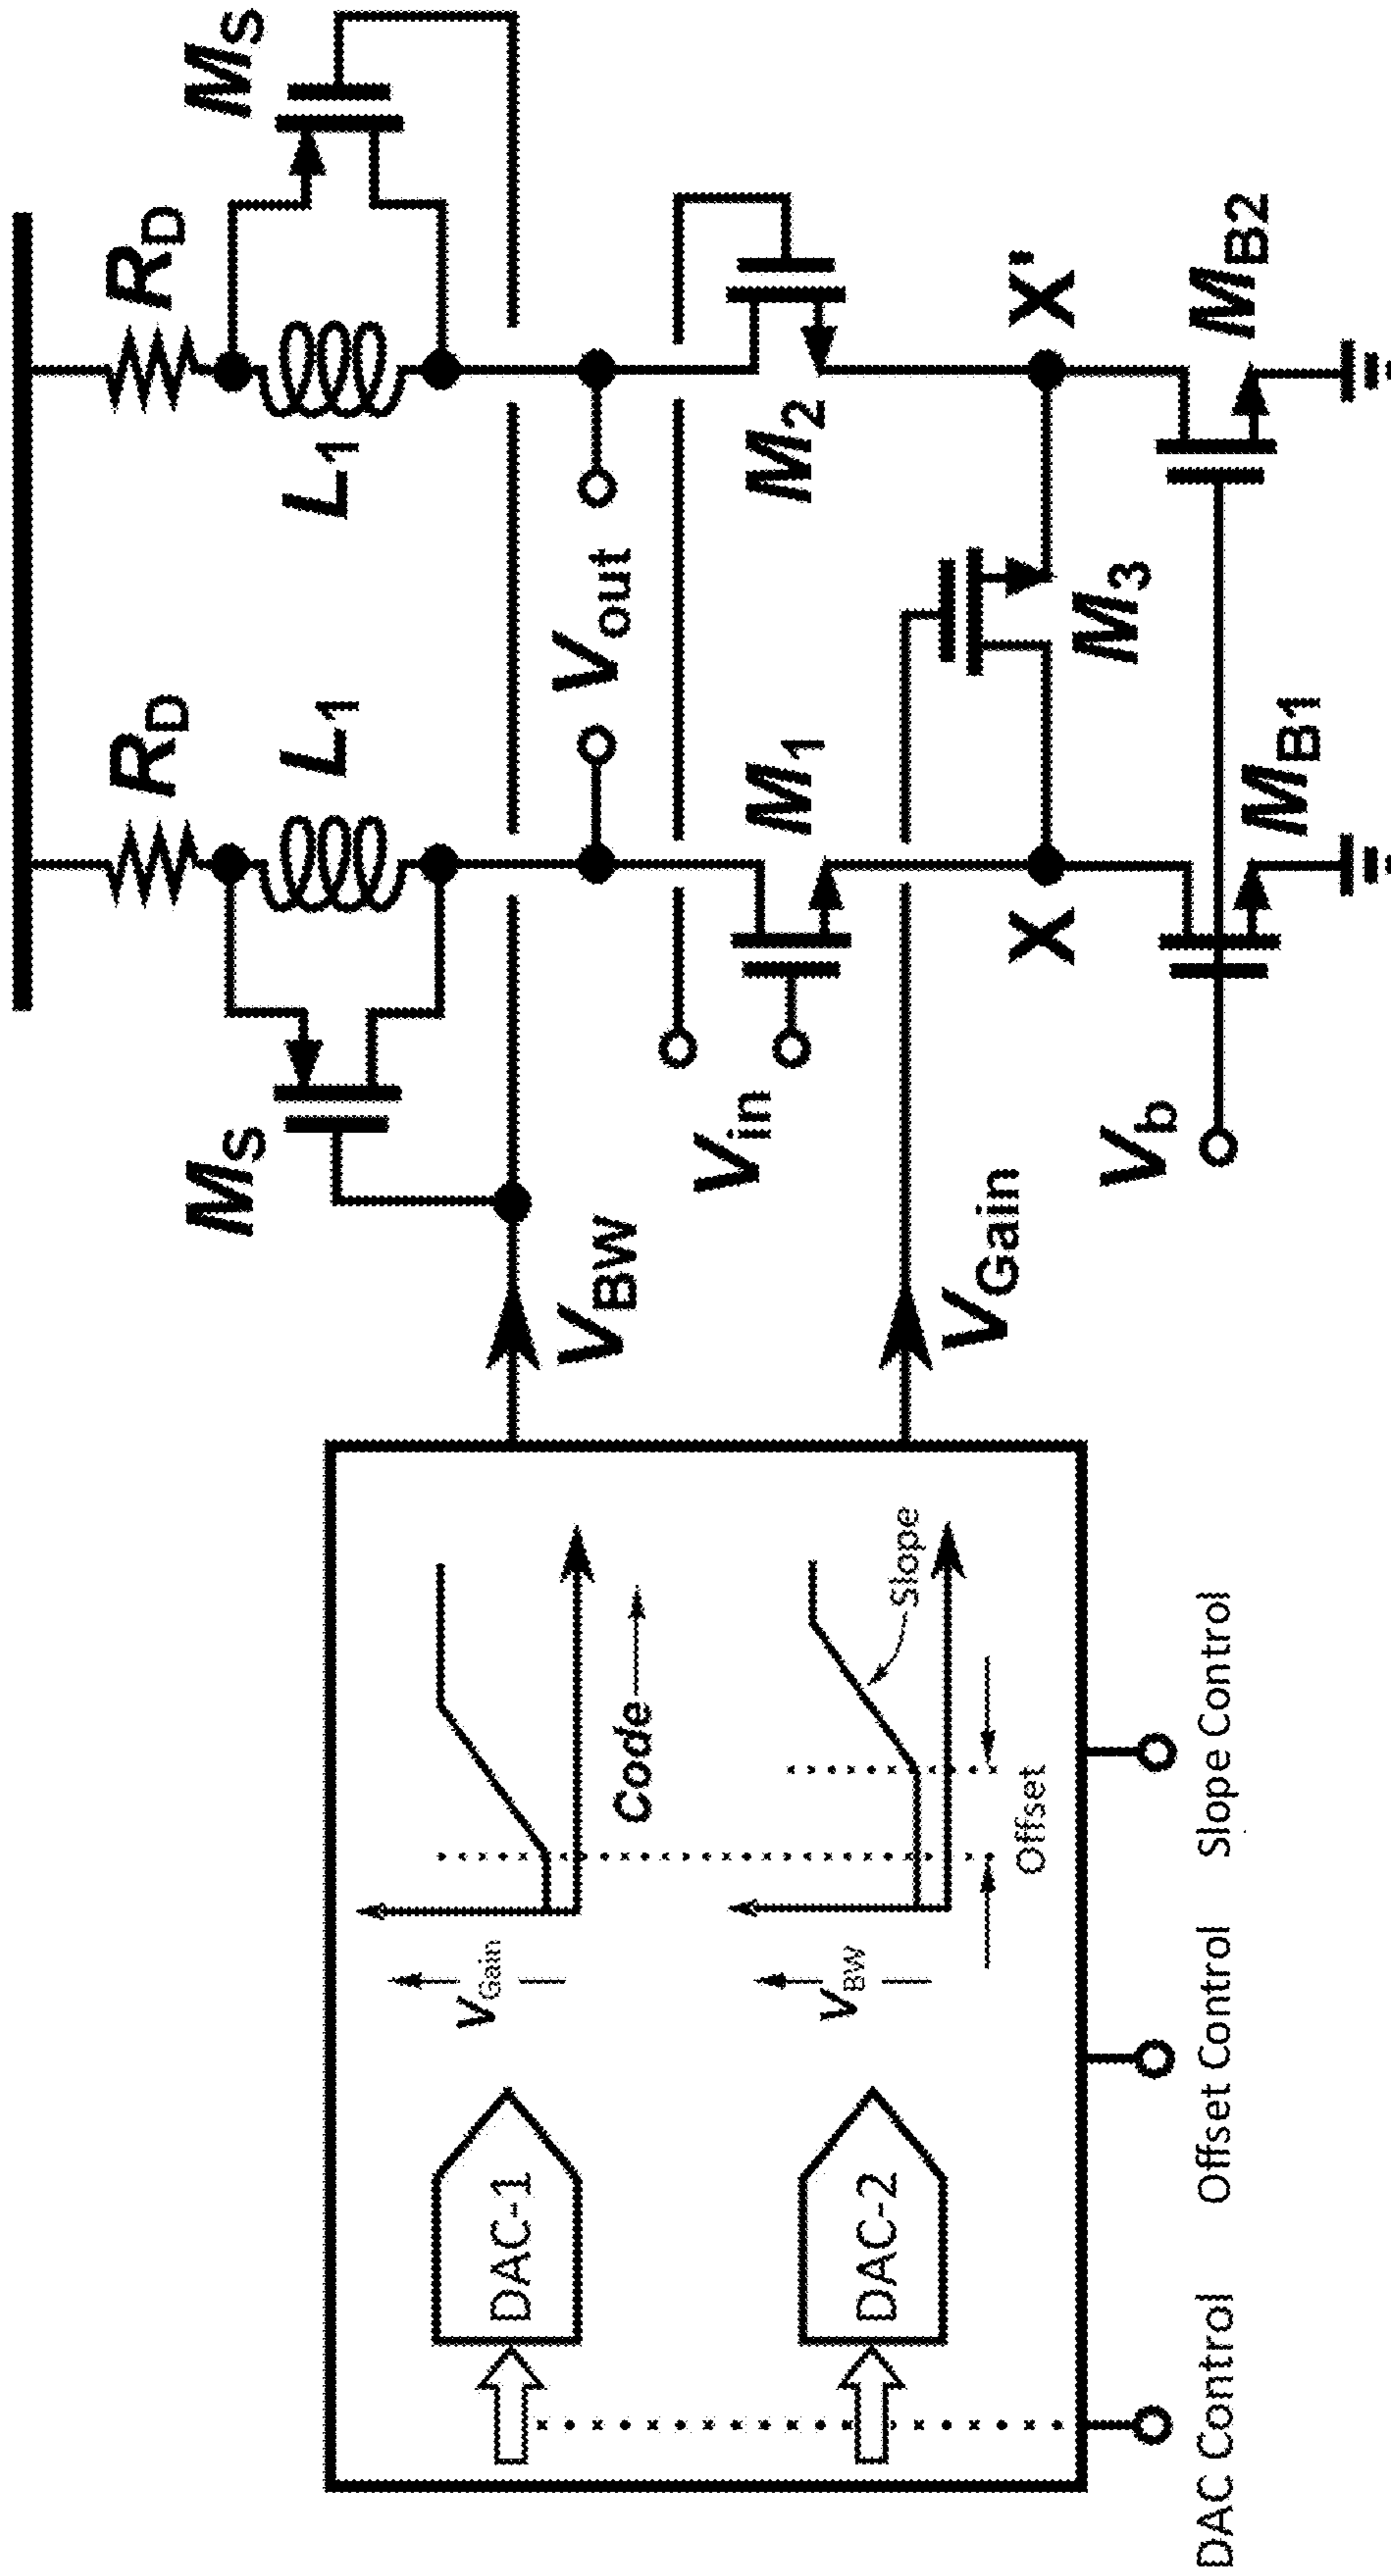 R_D
R_D
M_S
L_1
L_1
M_S
V_BW
V_out
V_in
M_1
M_2
V_Gain
X
X'
M_3
V_b
M_B1
M_B2
DAC-1
V_Gain
Code
DAC-2
V_BW
Slope
Offset
DAC Control
Offset Control
Slope Control